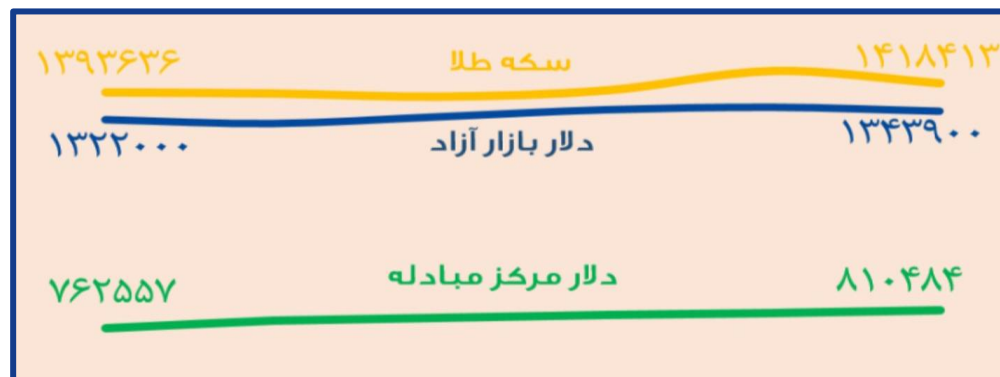 ۱۳۹۳۶۳۶ سکه طلا ۱۴۱۸۴۱۳
۱۳۲۲۰۰۰ دلار بازار آزاد ۱۳۴۳۹۰۰
۷۶۲۵۵۷ دلار مرکز مبادله ۸۱۰۴۸۴